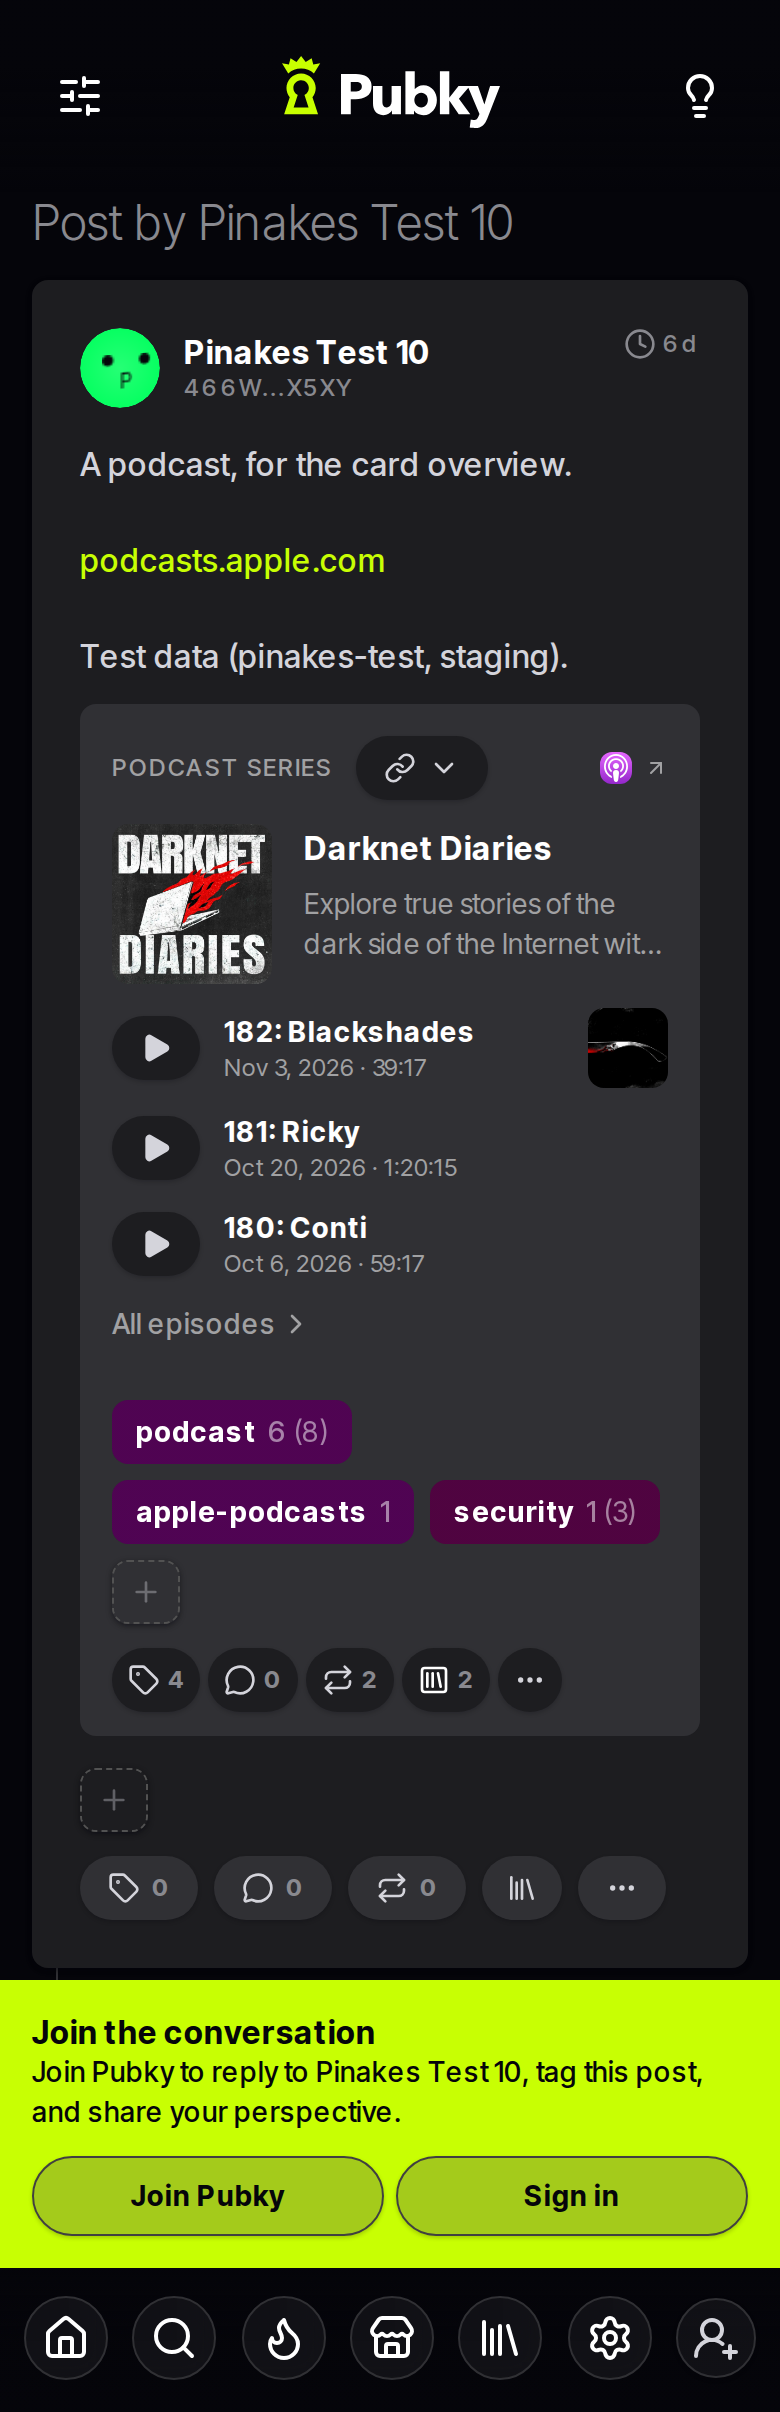 Pubky
Post by Pinakes Test 10
Pinakes Test 10
6 d
466W...X5XY
A podcast, for the card overview.
podcasts.apple.com
Test data (pinakes-test, staging).
PODCAST SERIES
DARKNET
DIARIES
Darknet Diaries
Explore true stories of the
dark side of the Internet wit...
182: Blackshades
Nov 3, 2026 · 39:17
181: Ricky
Oct 20, 2026 · 1:20:15
180: Conti
Oct 6, 2026 · 59:17
All episodes
podcast 6 (8)
apple-podcasts 1
security 1 (3)
4
0
2
2
0
0
0
Join the conversation
Join Pubky to reply to Pinakes Test 10, tag this post,
and share your perspective.
Join Pubky
Sign in